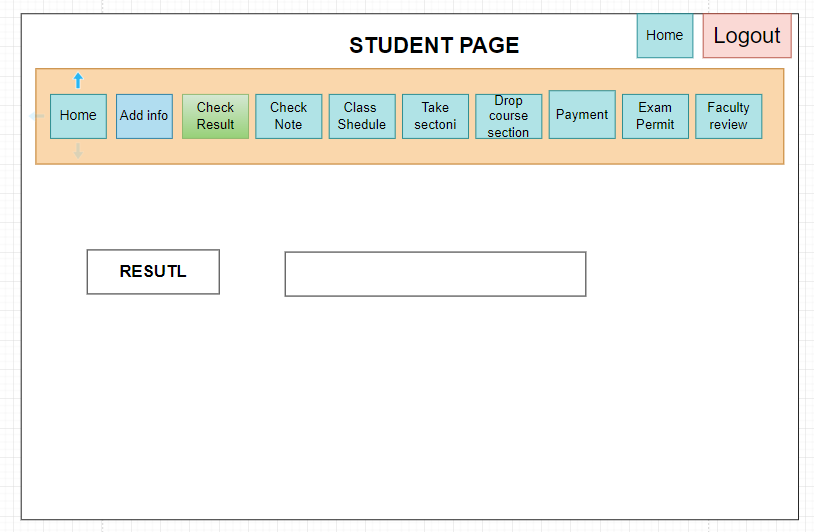 STUDENT PAGE
Home
Logout
Home
Add info
Check
Result
Check
Note
Class
Shedule
Take
sectoni
Drop
course
section
Payment
Exam
Permit
Faculty
review
RESUTL